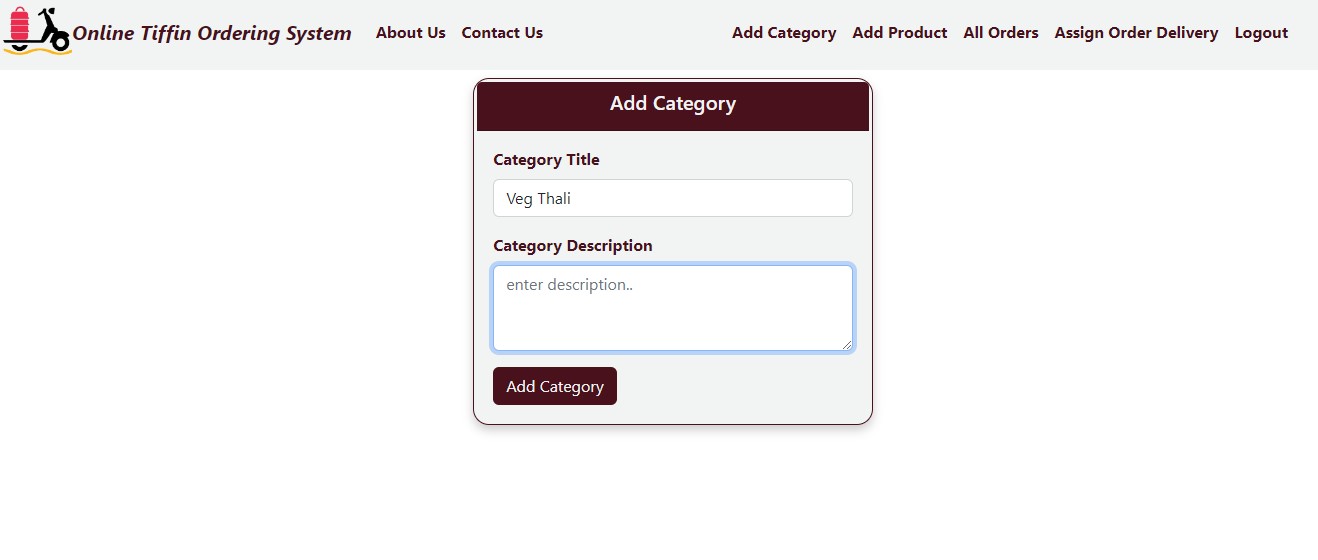 Online Tiffin Ordering System About Us Contact Us Add Category Add Product All Orders Assign Order Delivery Logout
Add Category
Category Title
Veg Thali
Category Description
enter description..
Add Category